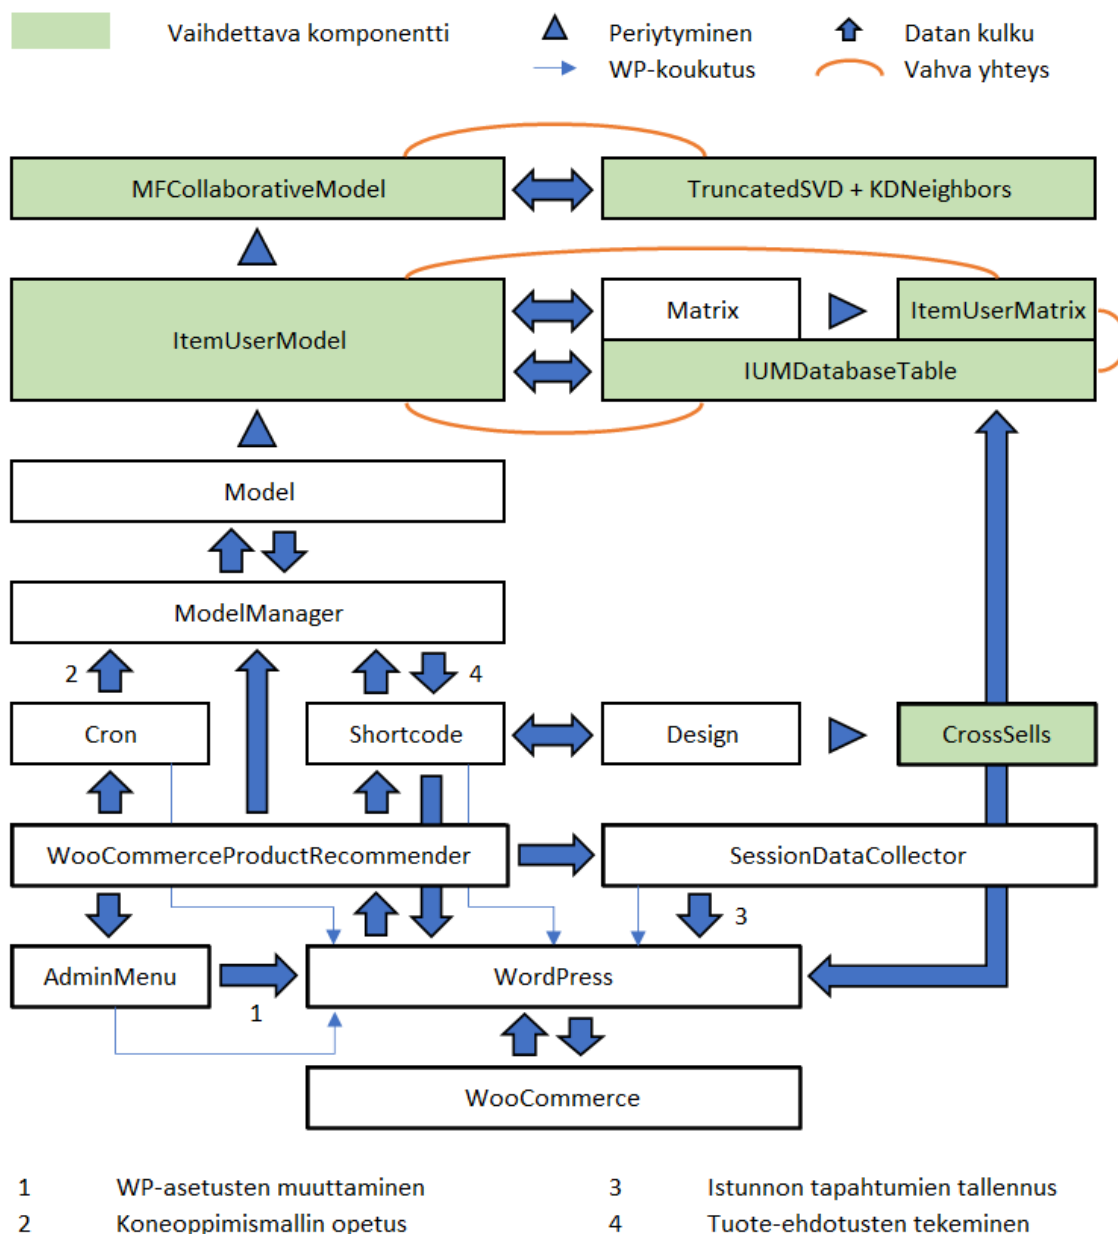 Vaihdettava komponentti
Periytyminen
Datan kulku
WP-koukutus
Vahva yhteys
MFCollaborativeModel
TruncatedSVD + KDNeighbors
ItemUserModel
Matrix
ItemUserMatrix
IUMDatabaseTable
Model
ModelManager
2
4
Cron
Shortcode
Design
CrossSells
WooCommerceProductRecommender
SessionDataCollector
3
AdminMenu
WordPress
1
WooCommerce
1 WP-asetusten muuttaminen
3 Istunnon tapahtumien tallennus
2 Koneoppimismallin opetus
4 Tuote-ehdotusten tekeminen